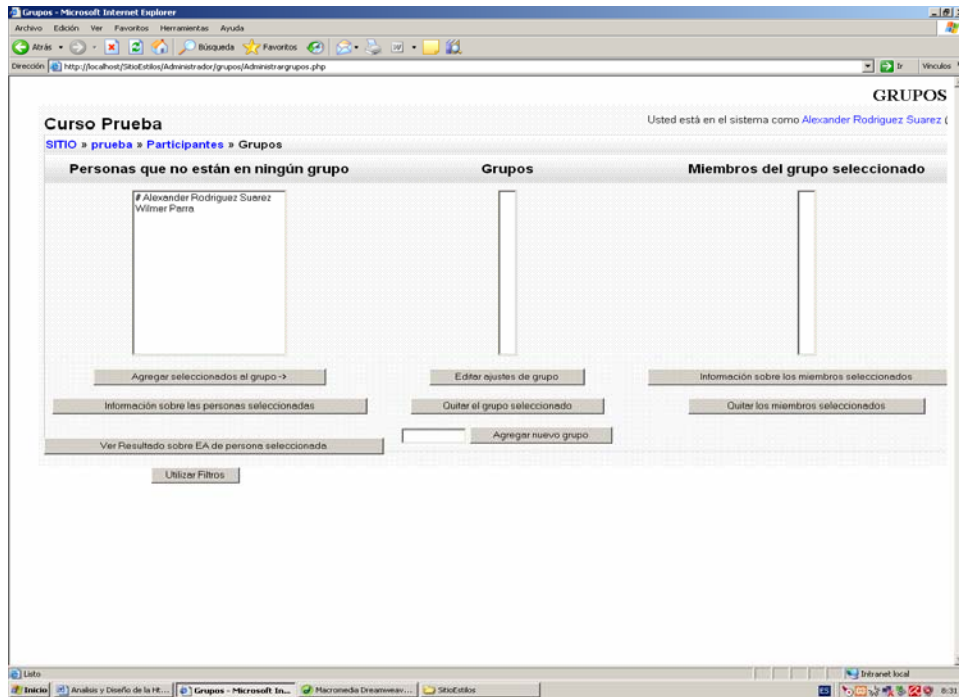 Grupos - Microsoft Internet Explorer
Archivo Edición Ver Favoritos Herramientas Ayuda
Atrás Búsqueda Favoritos
Dirección http://localhost/SitioEstilos/Administrador/grupos/Administrargrupos.php Ir Vínculos
GRUPOS
Curso Prueba
Usted está en el sistema como Alexander Rodriguez Suarez (
SITIO » prueba » Participantes » Grupos
Personas que no están en ningún grupo Grupos Miembros del grupo seleccionado
# Alexander Rodriguez Suarez
Wilmer Parra
Agregar seleccionados al grupo -> Editar ajustes de grupo Información sobre los miembros seleccionados
Información sobre las personas seleccionadas Quitar el grupo seleccionado Quitar los miembros seleccionados
Agregar nuevo grupo
Ver Resultado sobre EA de persona seleccionada
Utilizar Filtros
Listo Intranet local
Inicio Analisis y Diseño de la Ht... Grupos - Microsoft In... Macromedia Dreamweav... SitioEstilos ES 8:31